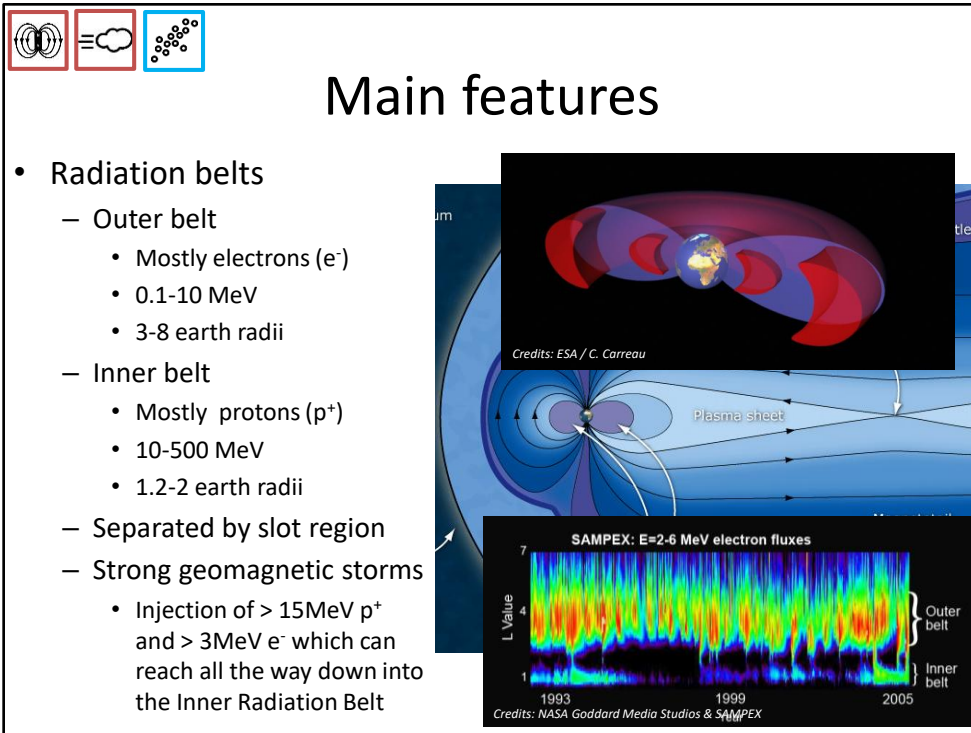 Main features
• Radiation belts
– Outer belt
• Mostly electrons (e-)
• 0.1-10 MeV
• 3-8 earth radii
– Inner belt
• Mostly protons (p+)
• 10-500 MeV
• 1.2-2 earth radii
– Separated by slot region
– Strong geomagnetic storms
• Injection of > 15MeV p+
and > 3MeV e- which can
reach all the way down into
the Inner Radiation Belt
Credits: ESA / C. Carreau
Plasma sheet
SAMPEX: E=2-6 MeV electron fluxes
7
L Value
4
1
Outer
belt
Inner
belt
1993
1999
2005
Year
Credits: NASA Goddard Media Studios & SAMPEX